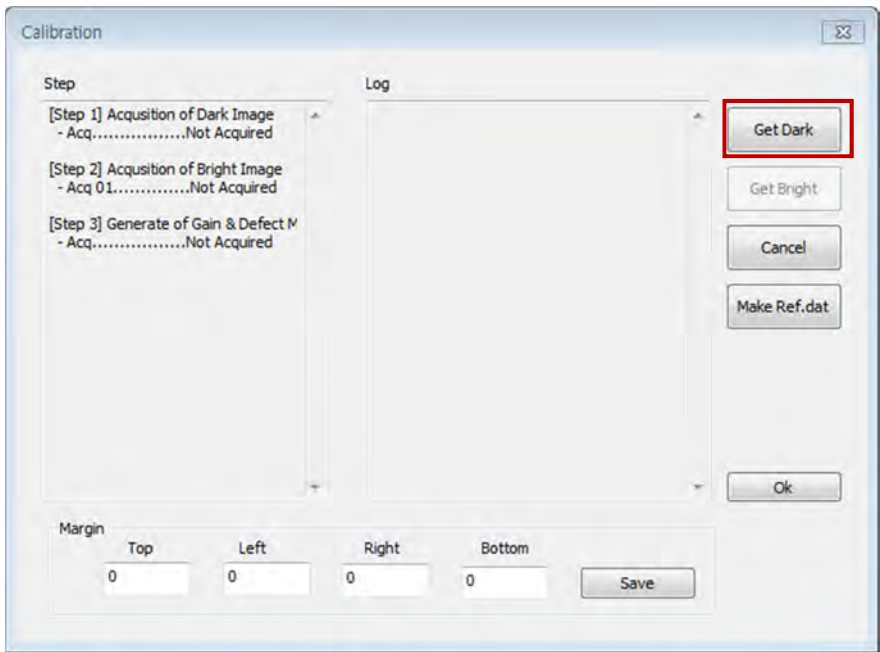 Calibration
Step
Log
[Step 1] Acqusition of Dark Image
- Acq.................Not Acquired
[Step 2] Acqusition of Bright Image
- Acq 01..............Not Acquired
[Step 3] Generate of Gain & Defect M
- Acq.................Not Acquired
Get Dark
Get Bright
Cancel
Make Ref.dat
Ok
Margin
Top Left Right Bottom
0 0 0 0 Save